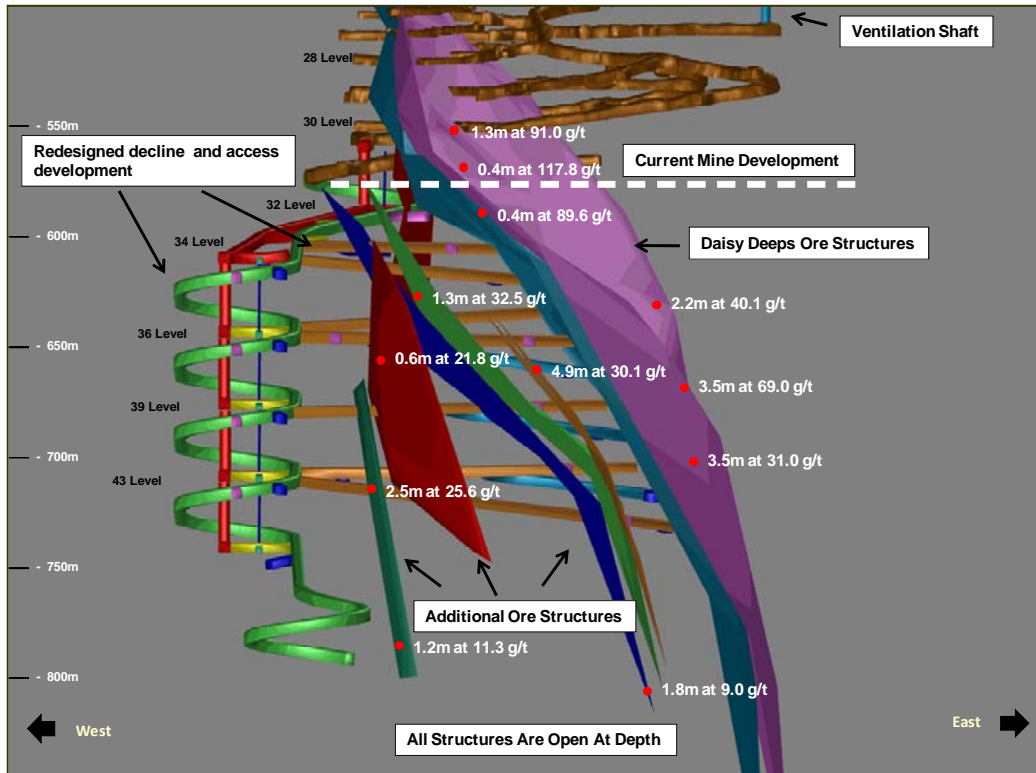 Ventilation Shaft
28 Level
- 550m
30 Level
1.3m at 91.0 g/t
Redesigned decline and access
development
Current Mine Development
0.4m at 117.8 g/t
32 Level
0.4m at 89.6 g/t
- 600m
34 Level
Daisy Deeps Ore Structures
1.3m at 32.5 g/t
2.2m at 40.1 g/t
36 Level
- 650m
0.6m at 21.8 g/t
4.9m at 30.1 g/t
3.5m at 69.0 g/t
39 Level
- 700m
3.5m at 31.0 g/t
43 Level
2.5m at 25.6 g/t
- 750m
Additional Ore Structures
1.2m at 11.3 g/t
- 800m
1.8m at 9.0 g/t
West
All Structures Are Open At Depth
East